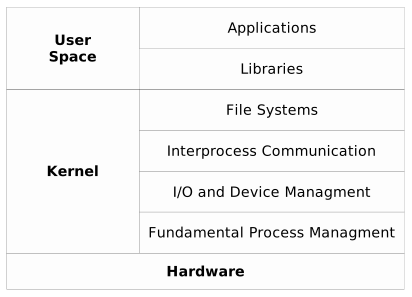 User
Space
Applications
Libraries
Kernel
File Systems
Interprocess Communication
I/O and Device Managment
Fundamental Process Managment
Hardware